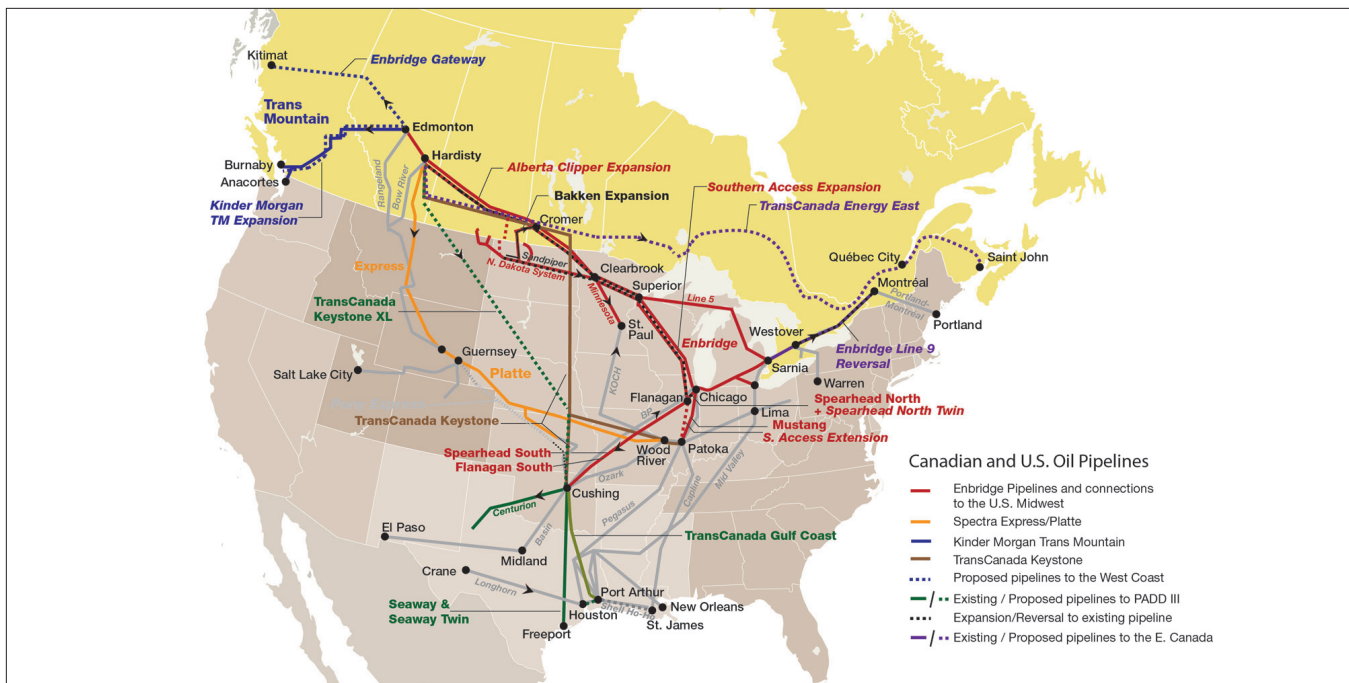 Kitimat
Enbridge Gateway
Trans
Mountain
Edmonton
Hardisty
Burnaby
Anacortes
Rangeland
Bow River
Alberta Clipper Expansion
Kinder Morgan
TM Expansion
Bakken Expansion
Southern Access Expansion
TransCanada Energy East
Cromer
Québec City
Saint John
Sandpiper
N. Dakota System
Clearbrook
Superior
Montréal
Express
Minnesota
Line 5
Portland-
Montréal
TransCanada
Keystone XL
St.
Paul
Westover
Portland
Enbridge
Enbridge Line 9
Reversal
Guernsey
Sarnia
Salt Lake City
Platte
KOCH
Warren
Flanagan
Chicago
Spearhead North
+ Spearhead North Twin
BP
Lima
TransCanada Keystone
Mustang
S. Access Extension
Spearhead South
Flanagan South
Wood
River
Patoka
Ozark
Mid Valley
Cushing
Centurion
Pegasus
Capline
El Paso
Basin
TransCanada Gulf Coast
Midland
Crane
Longhorn
Port Arthur
Houston
Shell Ho-Ho
New Orleans
St. James
Seaway &
Seaway Twin
Freeport
Canadian and U.S. Oil Pipelines
Enbridge Pipelines and connections
to the U.S. Midwest
Spectra Express/Platte
Kinder Morgan Trans Mountain
TransCanada Keystone
Proposed pipelines to the West Coast
/ Existing / Proposed pipelines to PADD III
Expansion/Reversal to existing pipeline
/ Existing / Proposed pipelines to the E. Canada